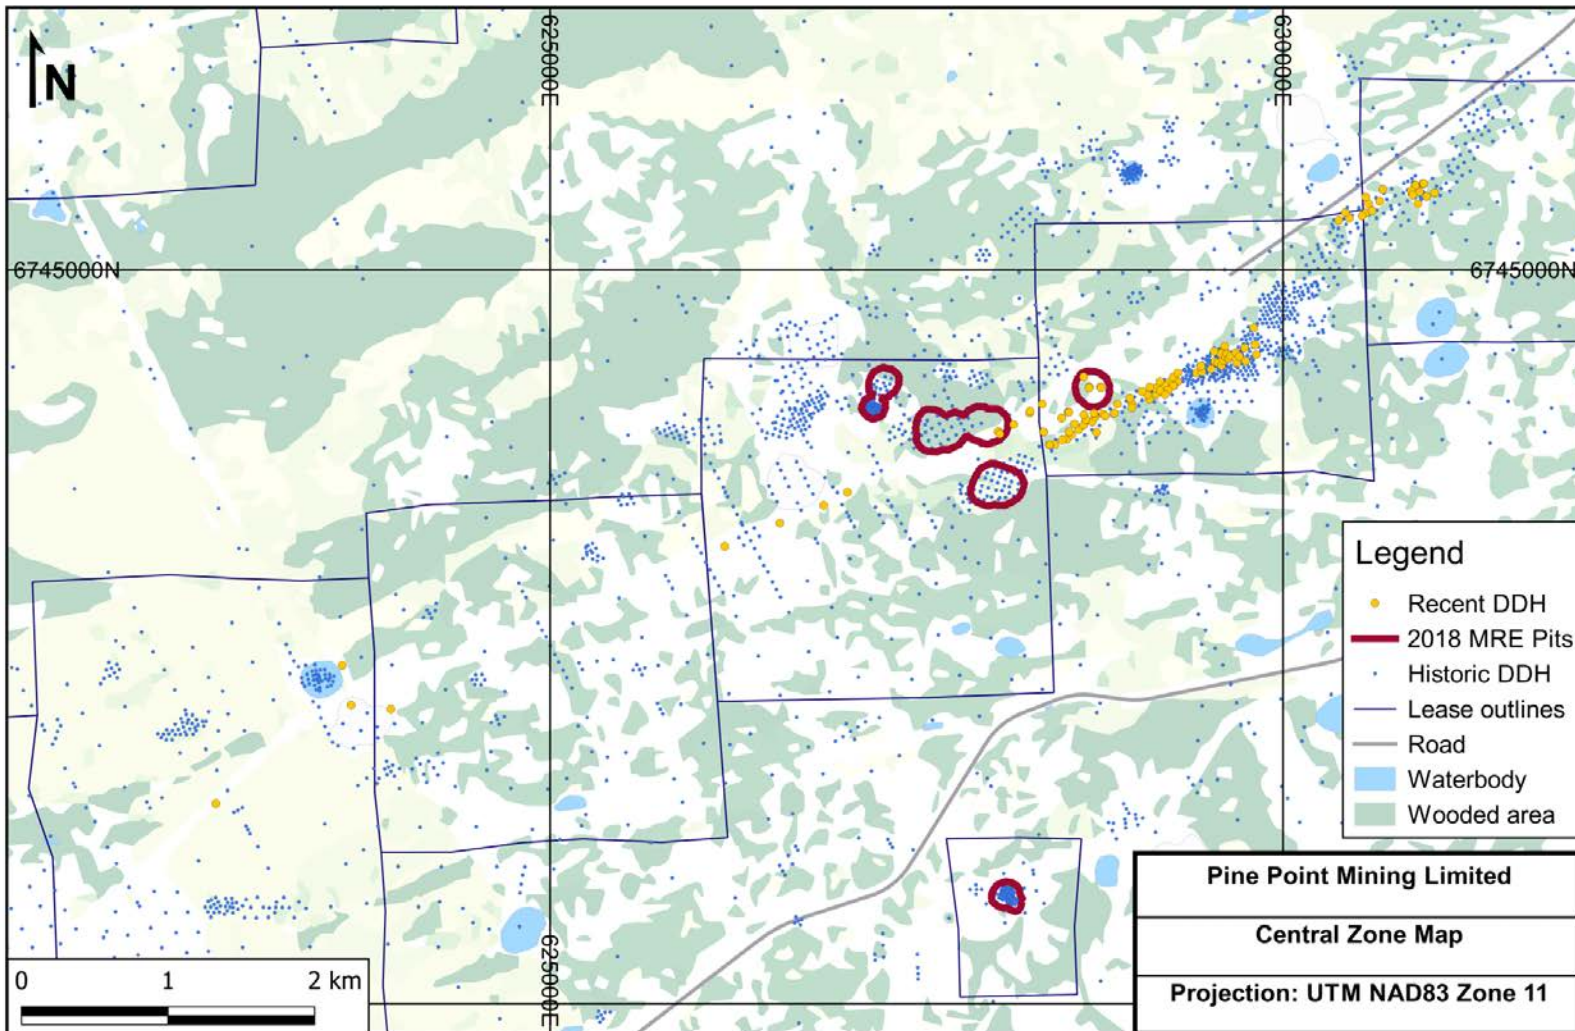 N
625000E
630000E
6745000N
6745000N
Legend
Recent DDH
2018 MRE Pits
Historic DDH
Lease outlines
Road
Waterbody
Wooded area
Pine Point Mining Limited
Central Zone Map
Projection: UTM NAD83 Zone 11
625000E
0 1 2 km